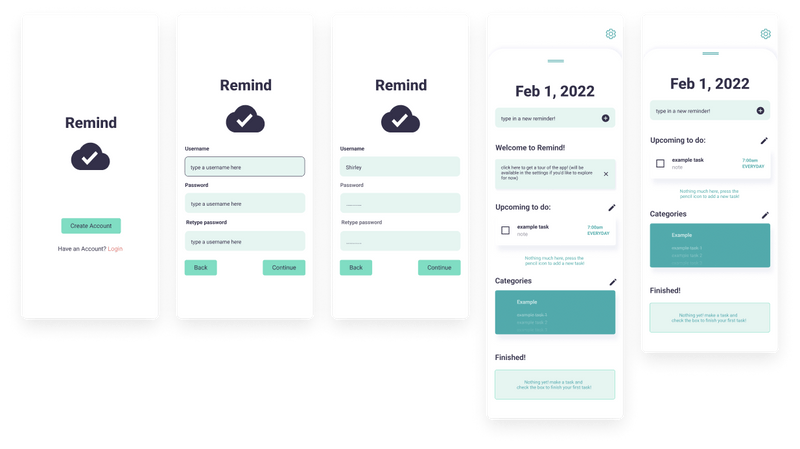 Remind
Create Account
Have an Account? Login
Remind
Username
type a username here
Password
type a username here
Retype password
type a username here
Back
Continue
Remind
Username
Shirley
Password
Retype password
Back
Continue
Feb 1, 2022
type in a new reminder!
Welcome to Remind!
click here to get a tour of the app! (will be
available in the settings if you'd like to explore
for now)
Upcoming to do:
example task
note
7:00am
EVERYDAY
Nothing much here, press the
pencil icon to add a new task!
Categories
Example
example task 1
example task 2
example task 3
Finished!
Nothing yet! make a task and
check the box to finish your first task!
Feb 1, 2022
type in a new reminder!
Upcoming to do:
example task
note
7:00am
EVERYDAY
Nothing much here, press the
pencil icon to add a new task!
Categories
Example
example task 1
example task 2
example task 3
Finished!
Nothing yet! make a task and
check the box to finish your first task!